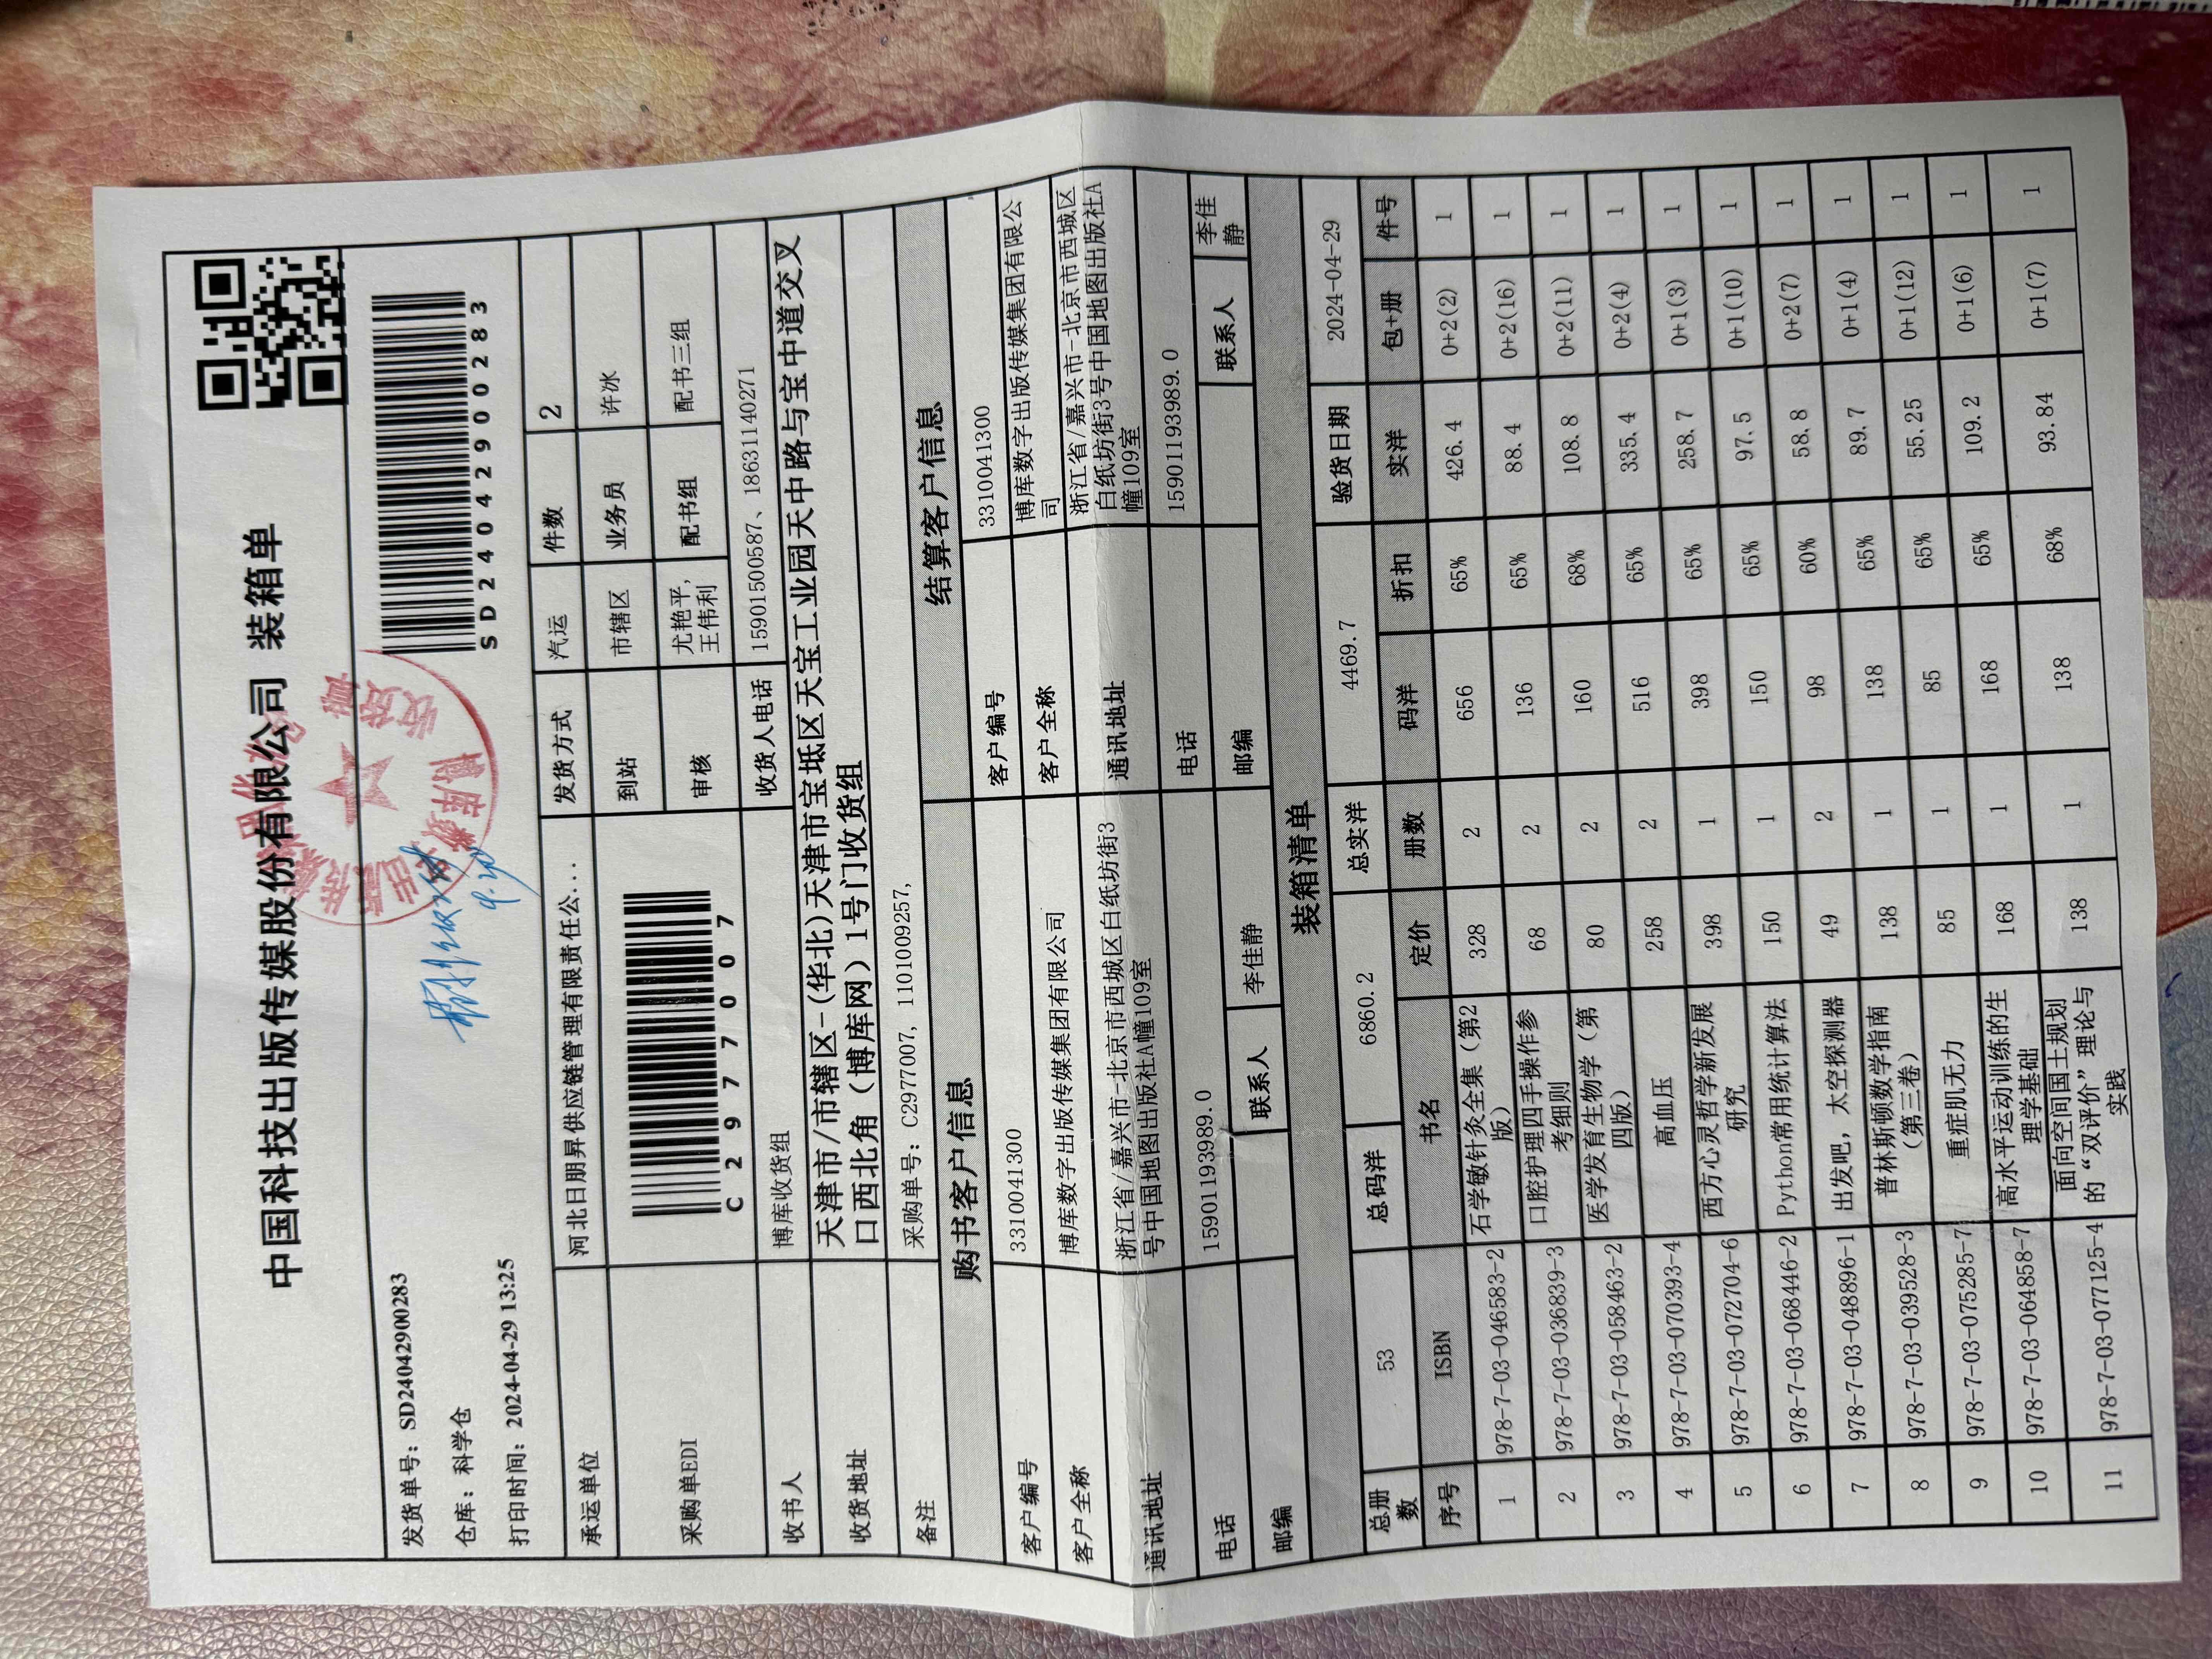 中国科技出版传媒股份有限公司 装箱单
发货单号：SD24042900283
仓库：科学仓
打印时间：2024-04-29 13:25
SD24042900283
承运单位 河北日朋昇供应链管理有限责任公... 发货方式 汽运 件数 2
采购单EDI C2977007 到站 市辖区 业务员 许冰
审核 尤艳平,
王伟利 配书组 配书三组
收书人 博库收货组 收货人电话 15901500587、18631140271
收货地址 天津市/市辖区-(华北)天津市宝坻区天宝工业园天中路与宝中道交叉
口西北角（博库网）1号门收货组
备注 采购单号：C2977007, 1101009257,
购书客户信息 结算客户信息
客户编号 3310041300 客户编号 3310041300
客户全称 博库数字出版传媒集团有限公司 客户全称 博库数字出版传媒集团有限公
司
通讯地址 浙江省/嘉兴市-北京市西城区白纸坊街3
号中国地图出版社A幢109室 通讯地址 浙江省/嘉兴市-北京市西城区
白纸坊街3号中国地图出版社A
幢109室
电话 15901193989.0 电话 15901193989.0
邮编 联系人 李佳静 邮编 联系人 李佳
静
装箱清单
总册
数 53 总码洋 6860.2 总实洋 4469.7 验货日期 2024-04-29
序号 ISBN 书名 定价 册数 码洋 折扣 实洋 包+册 件号
1 978-7-03-046583-2 石学敏针灸全集（第2
版） 328 2 656 65% 426.4 0+2(2) 1
2 978-7-03-036839-3 口腔护理四手操作参
考细则 68 2 136 65% 88.4 0+2(16) 1
3 978-7-03-058463-2 医学发育生物学（第
四版） 80 2 160 68% 108.8 0+2(11) 1
4 978-7-03-070393-4 高血压 258 2 516 65% 335.4 0+2(4) 1
5 978-7-03-072704-6 西方心灵哲学新发展
研究 398 1 398 65% 258.7 0+1(3) 1
6 978-7-03-068446-2 Python常用统计算法 150 1 150 65% 97.5 0+1(10) 1
7 978-7-03-048896-1 出发吧，太空探测器 49 2 98 60% 58.8 0+2(7) 1
8 978-7-03-039528-3 普林斯顿数学指南
（第三卷） 138 1 138 65% 89.7 0+1(4) 1
9 978-7-03-075285-7 重症肌无力 85 1 85 65% 55.25 0+1(12) 1
10 978-7-03-064858-7 高水平运动训练的生
理学基础 168 1 168 65% 109.2 0+1(6) 1
11 978-7-03-077125-4 面向空间国土规划
的“双评价”理论与
实践 138 1 138 68% 93.84 0+1(7) 1